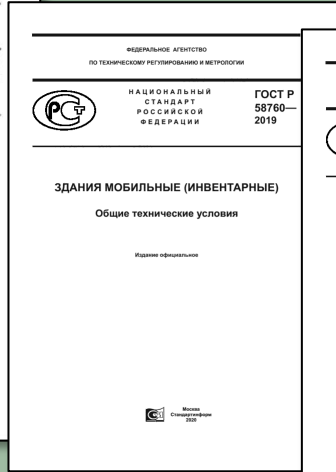 ФЕДЕРАЛЬНОЕ АГЕНТСТВО
ПО ТЕХНИЧЕСКОМУ РЕГУЛИРОВАНИЮ И МЕТРОЛОГИИ
РСТ
НАЦИОНАЛЬНЫЙ
СТАНДАРТ
РОССИЙСКОЙ
ФЕДЕРАЦИИ
ГОСТ Р
58760—
2019
ЗДАНИЯ МОБИЛЬНЫЕ (ИНВЕНТАРНЫЕ)
Общие технические условия
Издание официальное
Москва
Стандартинформ
2020